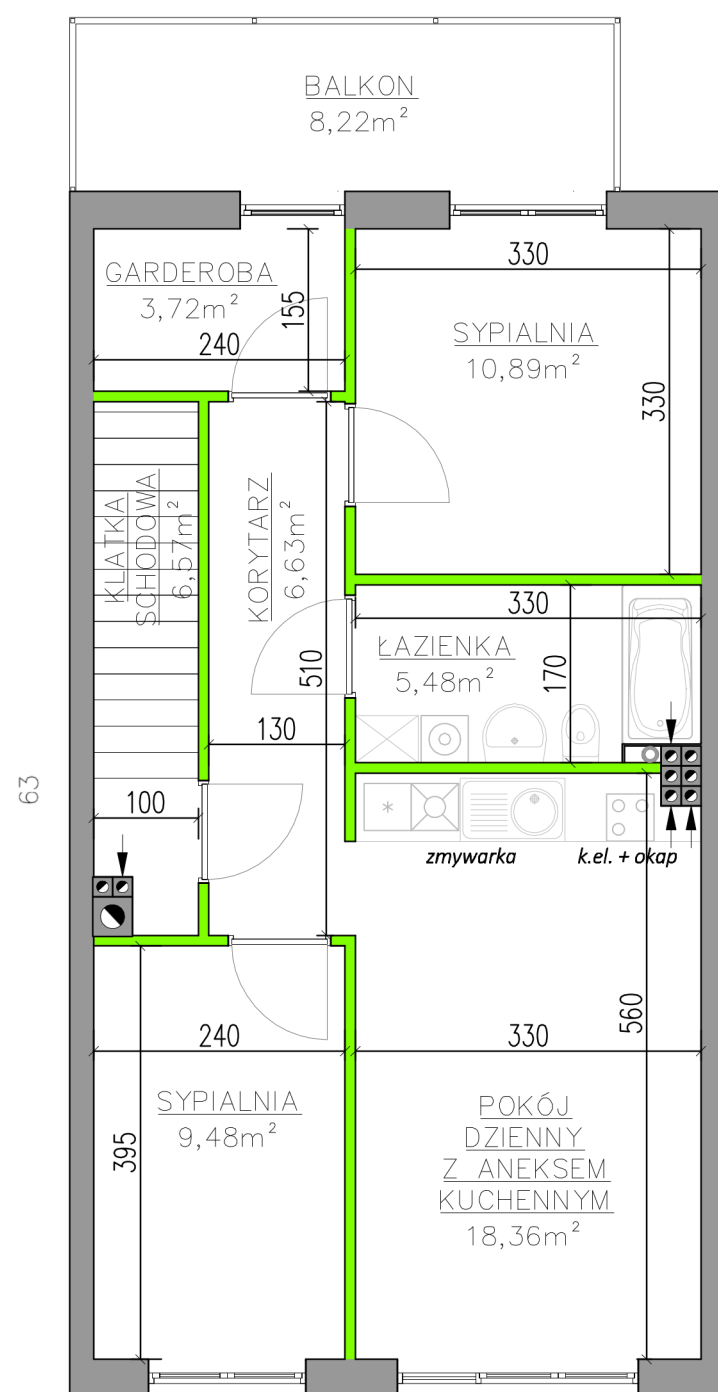 BALKON
8,22m²
GARDEROBA
3,72m²
155
240
330
SYPIALNIA
10,89m²
330
KLATKA
SCHODOWA
6,57m²
KORYTARZ
6,63m²
510
330
ŁAZIENKA
5,48m²
170
130
63
100
zmywarka
k.el. + okap
240
330
560
395
SYPIALNIA
9,48m²
POKÓJ
DZIENNY
Z ANEKSEM
KUCHENNYM
18,36m²